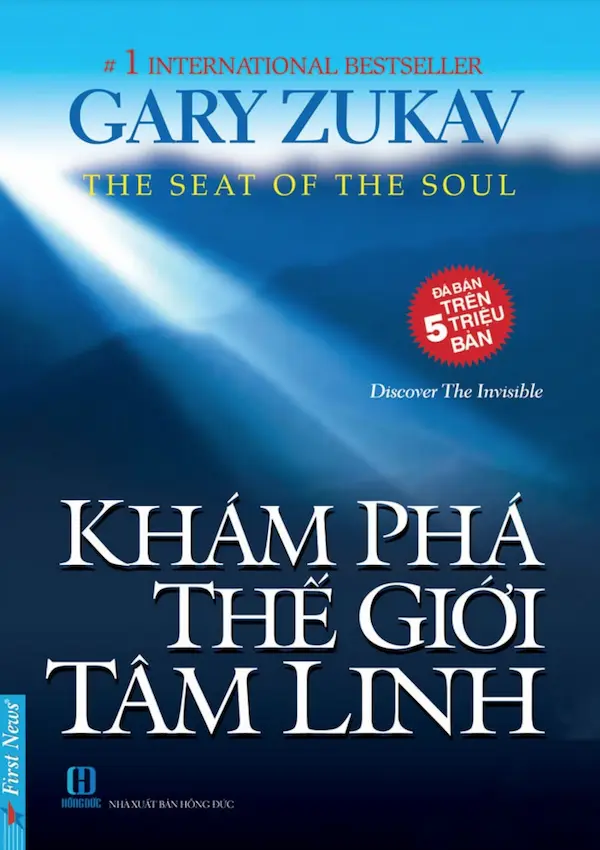 # 1 INTERNATIONAL BESTSELLER
GARY ZUKAV
THE SEAT OF THE SOUL
ĐÃ BÁN
TRÊN
5 TRIỆU
BẢN
Discover The Invisible
KHÁM PHÁ
THẾ GIỚI
TÂM LINH
First News®
HỒNG ĐỨC
NHÀ XUẤT BẢN HỒNG ĐỨC